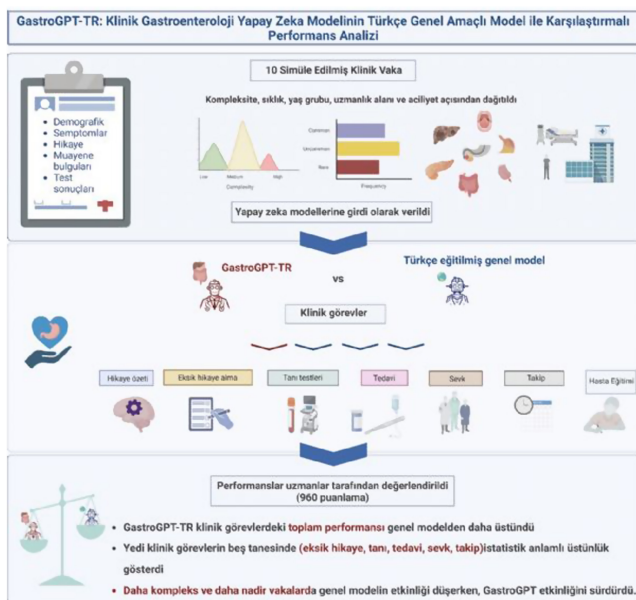 GastroGPT-TR: Klinik Gastroenteroloji Yapay Zeka Modelinin Türkçe Genel Amaçlı Model ile Karşılaştırmalı
Performans Analizi
10 Simüle Edilmiş Klinik Vaka
Kompleksite, sıklık, yaş grubu, uzmanlık alanı ve aciliyet açısından dağıtıldı
• Demografik
• Semptomlar
• Hikaye
• Muayene
bulguları
• Test
sonuçları
Low
Medium
High
Complexity
Common
Uncommon
Rare
Frequency
Yapay zeka modellerine girdi olarak verildi
GastroGPT-TR
vs
Türkçe eğitilmiş genel model
Klinik görevler
Hikaye özeti
Eksik hikaye alma
Tanı testleri
Tedavi
Sevk
Takip
Hasta Eğitimi
Performanslar uzmanlar tarafından değerlendirildi
(960 puanlama)
• GastroGPT-TR klinik görevlerdeki toplam performansı genel modelden daha üstündü
• Yedi klinik görevlerin beş tanesinde (eksik hikaye, tanı, tedavi, sevk, takip)istatistik anlamlı üstünlük
gösterdi
• Daha kompleks ve daha nadir vakalarda genel modelin etkinliği düşerken, GastroGPT etkinliğini sürdürdü.